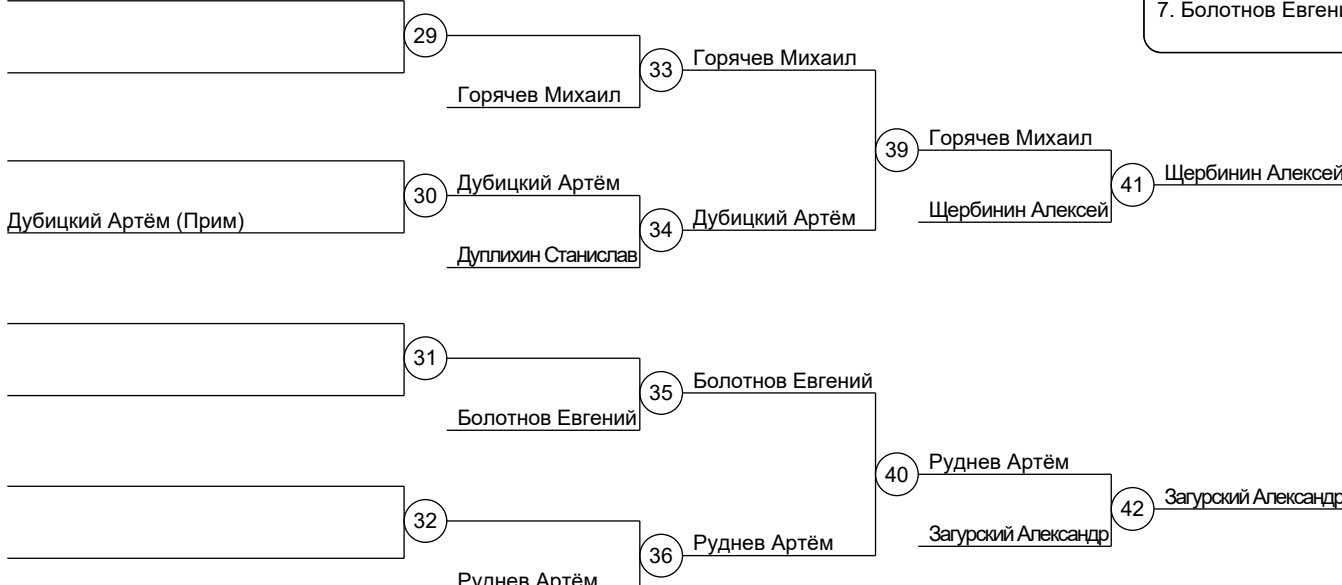 7. Болотнов Евгени
29
Горячев Михаил
33
Горячев Михаил
Горячев Михаил
39
41
Щербинин Алексей
Щербинин Алексей
Дубицкий Артём (Прим)
30
Дубицкий Артём
Дуплихин Станислав
34
Дубицкий Артём
31
Болотнов Евгений
35
Болотнов Евгений
40
Руднев Артём
Загурский Александр
42
Загурский Александр
32
Руднев Артём
36
Руднев Артём